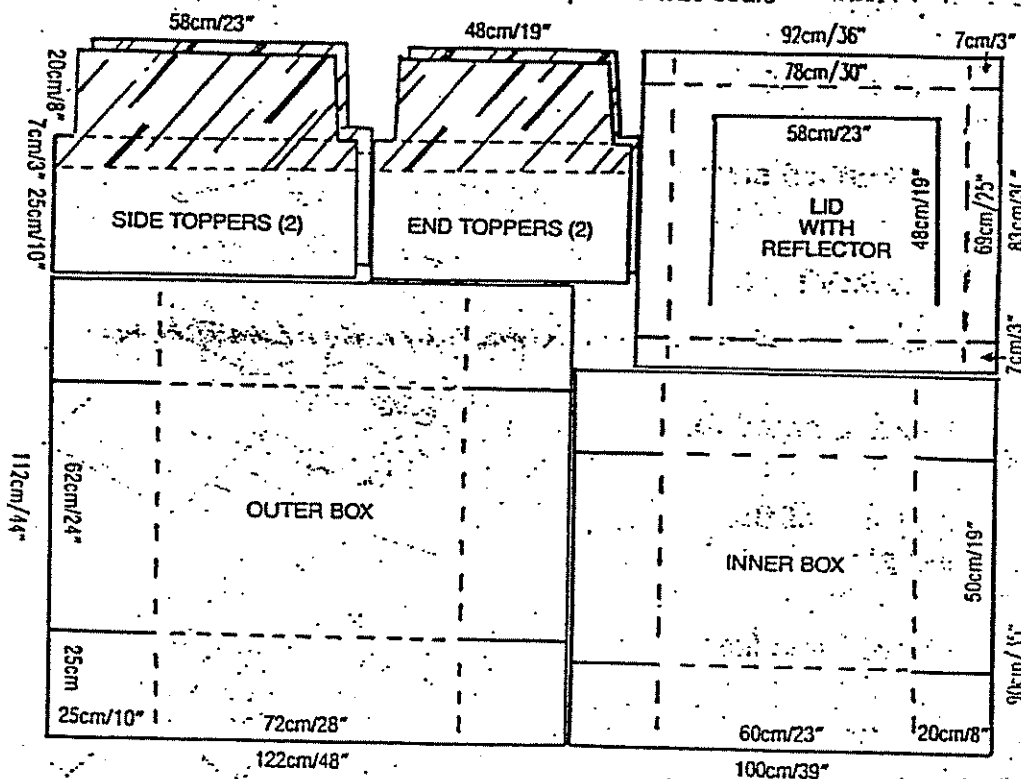 58cm/23"
48cm/19"
92cm/36"
7cm/3"
20cm/8"
7cm/3"
25cm/10"
78cm/30"
58cm/23"
48cm/19"
69cm/25"
7cm/3"
SIDE TOPPERS (2)
END TOPPERS (2)
LID
WITH
REFLECTOR
112cm/44"
62cm/24"
OUTER BOX
INNER BOX
50cm/19"
25cm
25cm/10"
72cm/28"
60cm/23"
20cm/8"
122cm/48"
100cm/39"